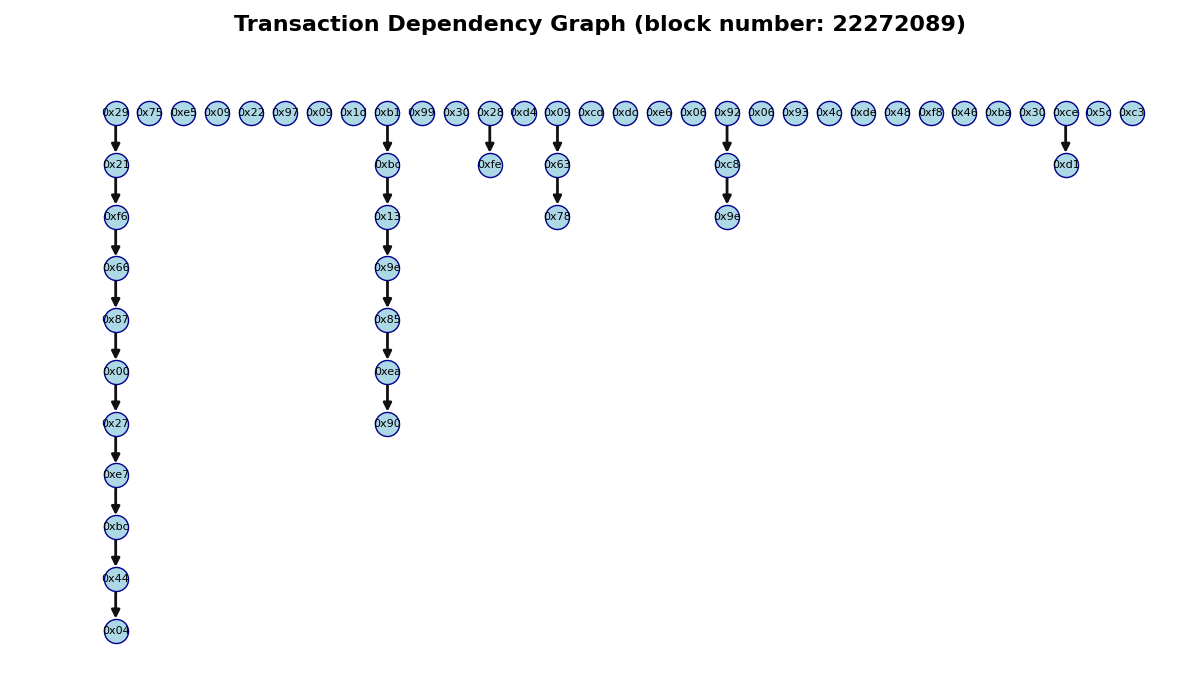 Transaction Dependency Graph (block number: 22272089)
0x29 0x75 0xe5 0x09 0x22 0x97 0x09 0x1d 0xb1 0x99 0x30 0x28 0xd4 0x09 0xcd 0xdc 0xe6 0x06 0x92 0x06 0x93 0x4c 0xde 0x48 0xf8 0x46 0xba 0x30 0xce 0x5c 0xc3
0x21 0xbc 0xfe 0x63 0xc8 0xd1
0xf6 0x13 0x78 0x9e
0x66 0x9e
0x87 0x85
0x00 0xea
0x27 0x90
0xe7
0xbc
0x44
0x04